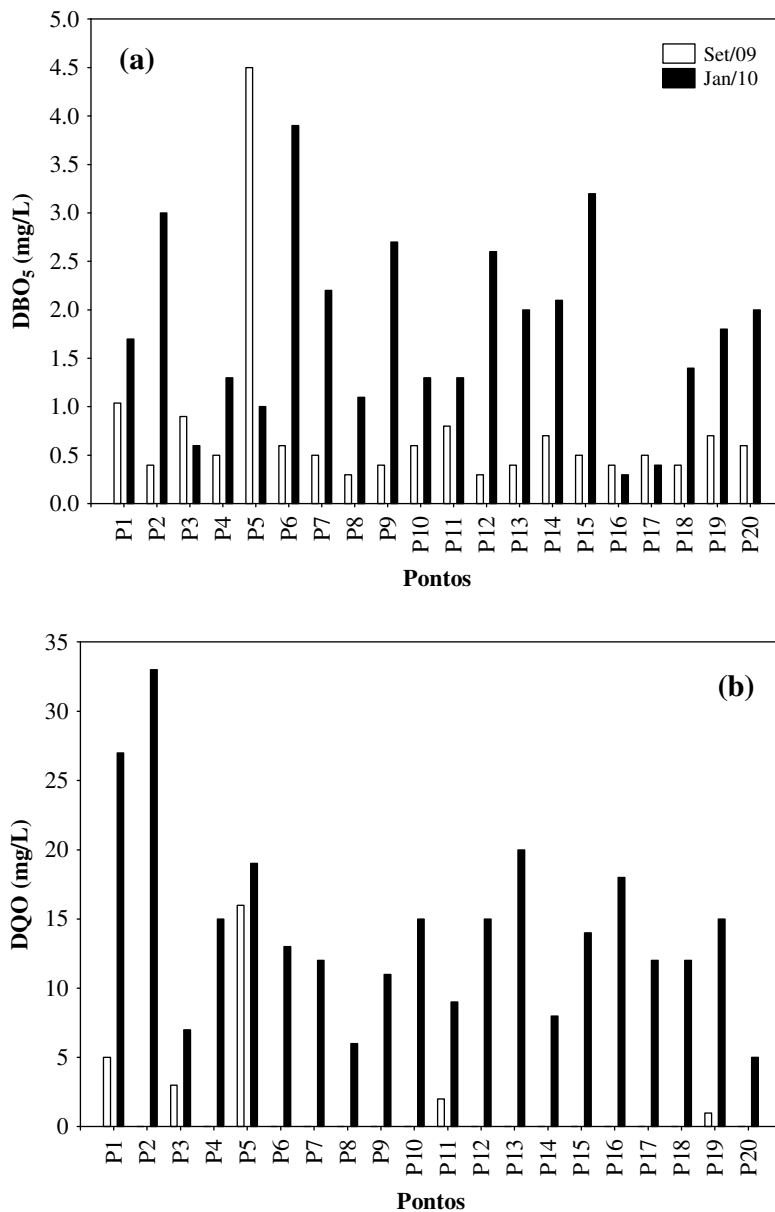 (a)
Set/09
Jan/10
5.0
4.5
4.0
3.5
3.0
2.5
2.0
1.5
1.0
0.5
0.0
DBO5 (mg/L)
P1 P2 P3 P4 P5 P6 P7 P8 P9 P10 P11 P12 P13 P14 P15 P16 P17 P18 P19 P20
Pontos
(b)
35
30
25
20
15
10
5
0
DQO (mg/L)
P1 P2 P3 P4 P5 P6 P7 P8 P9 P10 P11 P12 P13 P14 P15 P16 P17 P18 P19 P20
Pontos